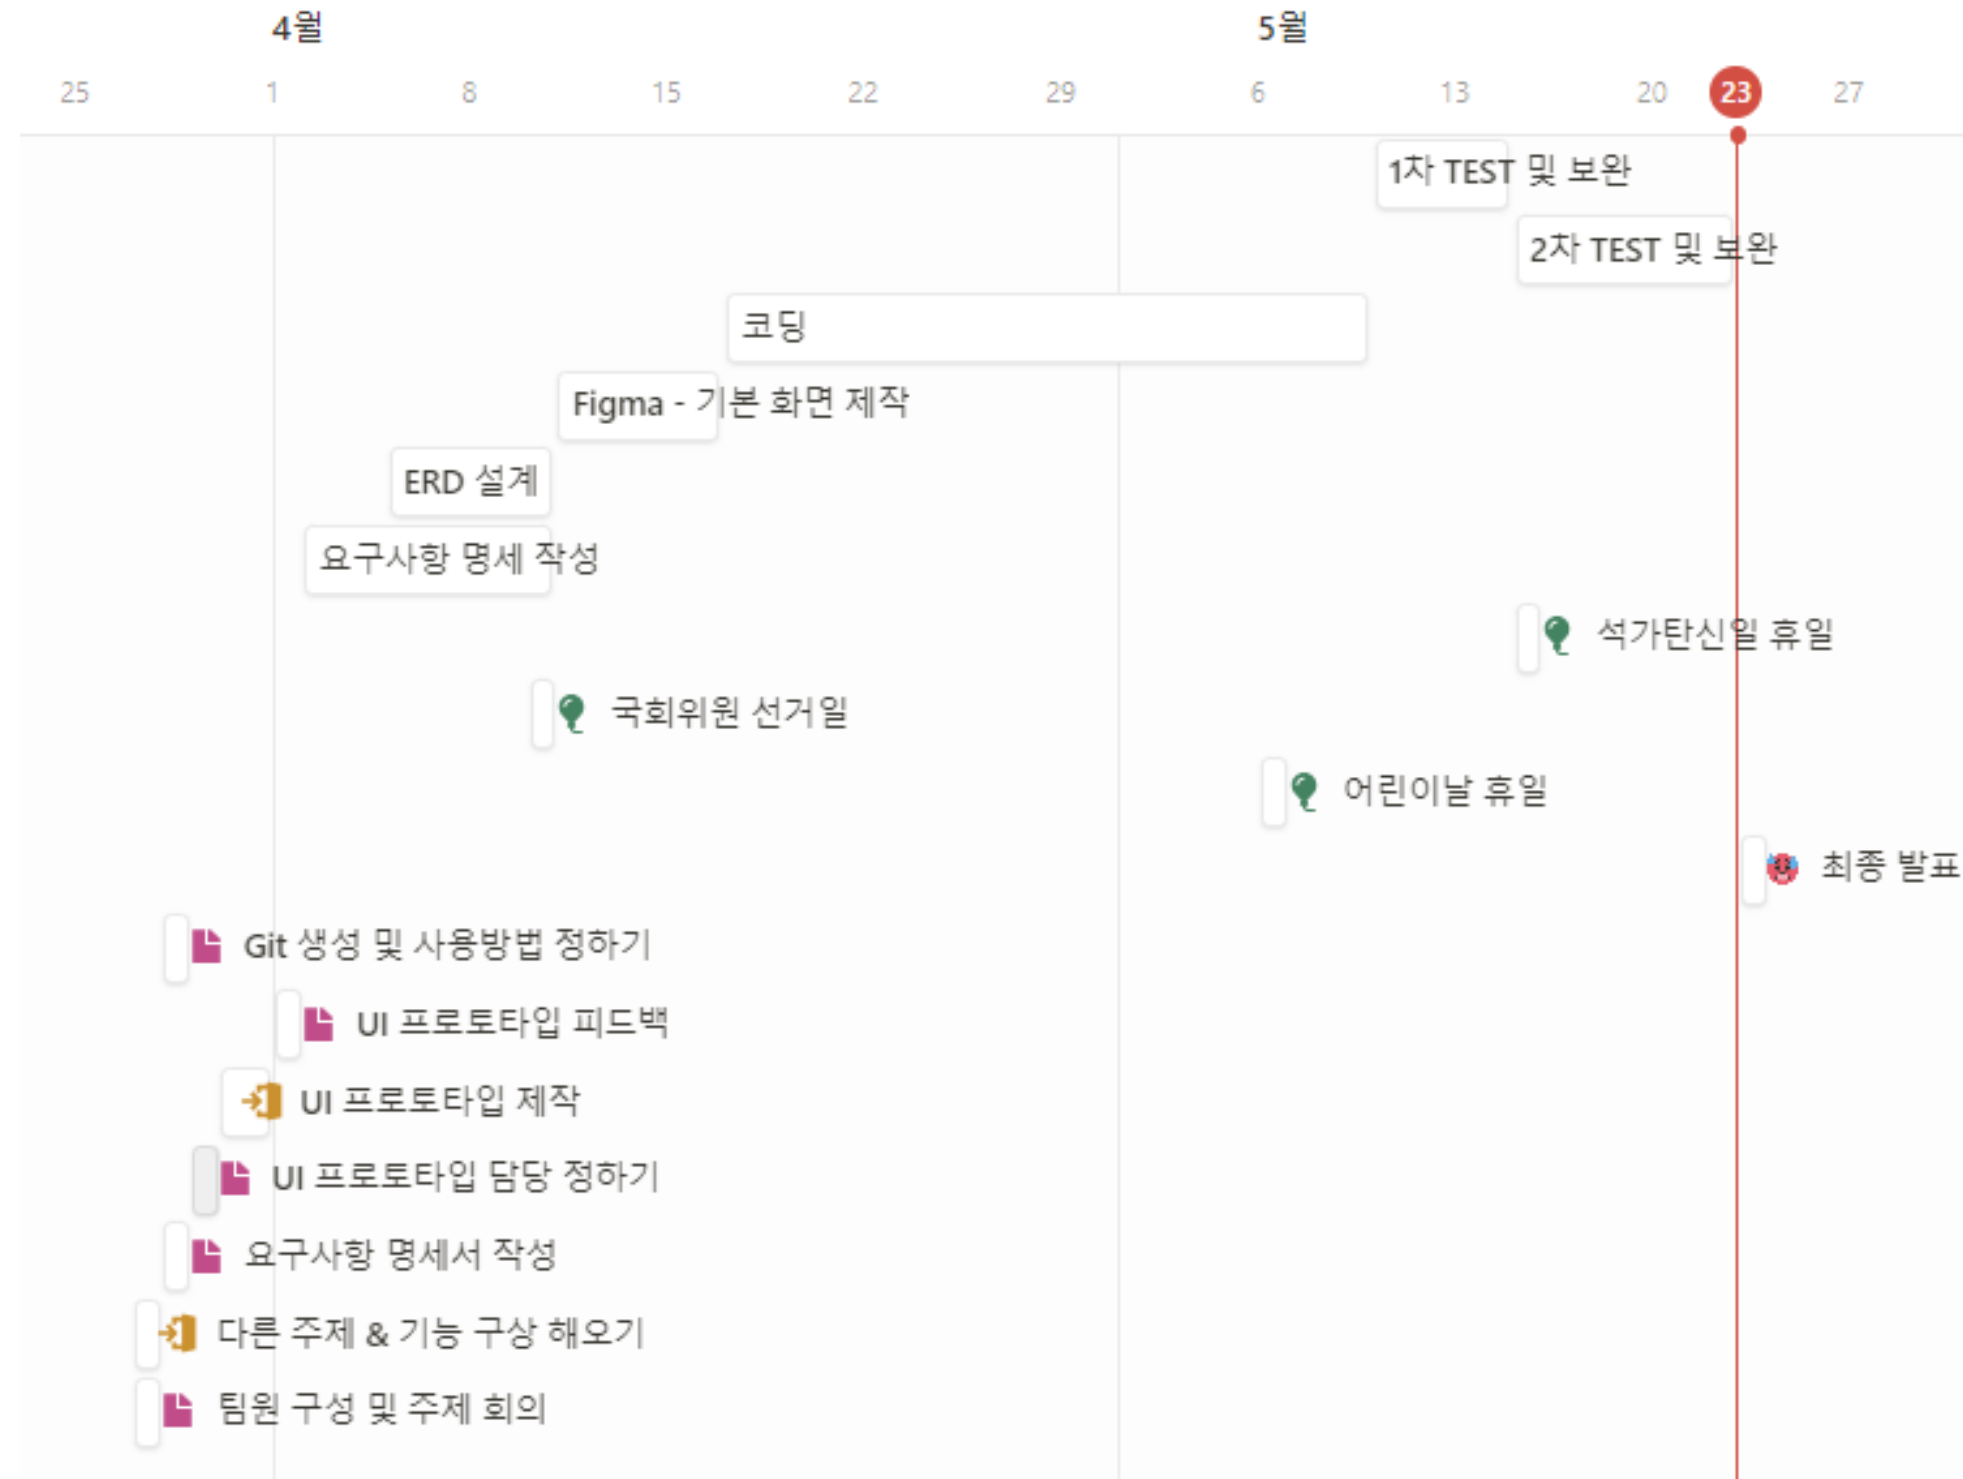 4월 5월
25 1 8 15 22 29 6 13 20 23 27
1차 TEST 및 보완
2차 TEST 및 보완
코딩
Figma - 기본 화면 제작
ERD 설계
요구사항 명세 작성
석가탄신일 휴일
국회위원 선거일
어린이날 휴일
최종 발표
Git 생성 및 사용방법 정하기
UI 프로토타입 피드백
UI 프로토타입 제작
UI 프로토타입 담당 정하기
요구사항 명세서 작성
다른 주제 & 기능 구상 해오기
팀원 구성 및 주제 회의